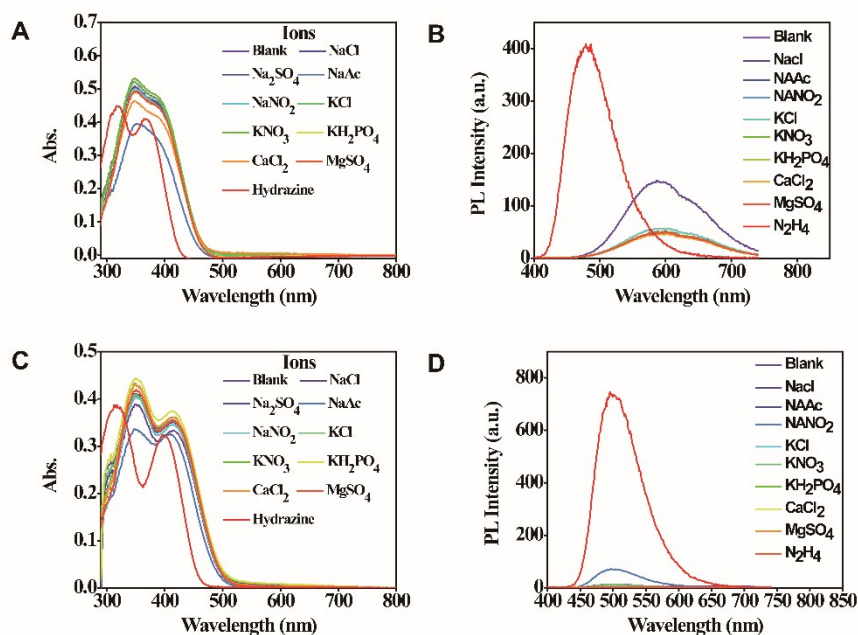 A
Ions
Blank NaCl
Na2SO4 NaAc
NaNO2 KCl
KNO3 KH2PO4
CaCl2 MgSO4
Hydrazine
0.7
0.6
0.5
0.4
0.3
0.2
0.1
0.0
Abs.
300 400 500 600 700 800
Wavelength (nm)
B
Blank
Nacl
NAAc
NANO2
KCl
KNO3
KH2PO4
CaCl2
MgSO4
N2H4
400
300
200
100
0
PL Intensity (a.u.)
400 500 600 700 800
Wavelength (nm)
C
Ions
Blank NaCl
Na2SO4 NaAc
NaNO2 KCl
KNO3 KH2PO4
CaCl2 MgSO4
Hydrazine
0.5
0.4
0.3
0.2
0.1
0.0
Abs.
300 400 500 600 700 800
Wavelength (nm)
D
Blank
Nacl
NAAc
NANO2
KCl
KNO3
KH2PO4
CaCl2
MgSO4
N2H4
800
600
400
200
0
PL Intensity (a.u.)
400 450 500 550 600 650 700 750 800 850
Wavelength (nm)